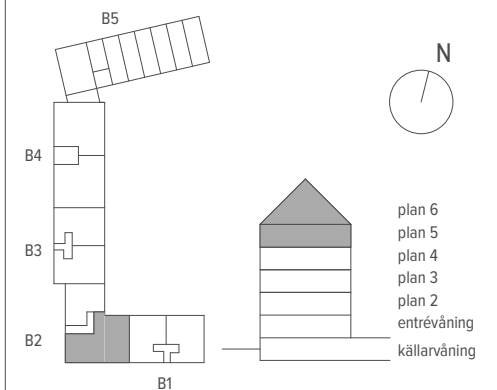 B5
N
B4
B3
B2
B1
plan 6
plan 5
plan 4
plan 3
plan 2
entrévåning
källarvåning